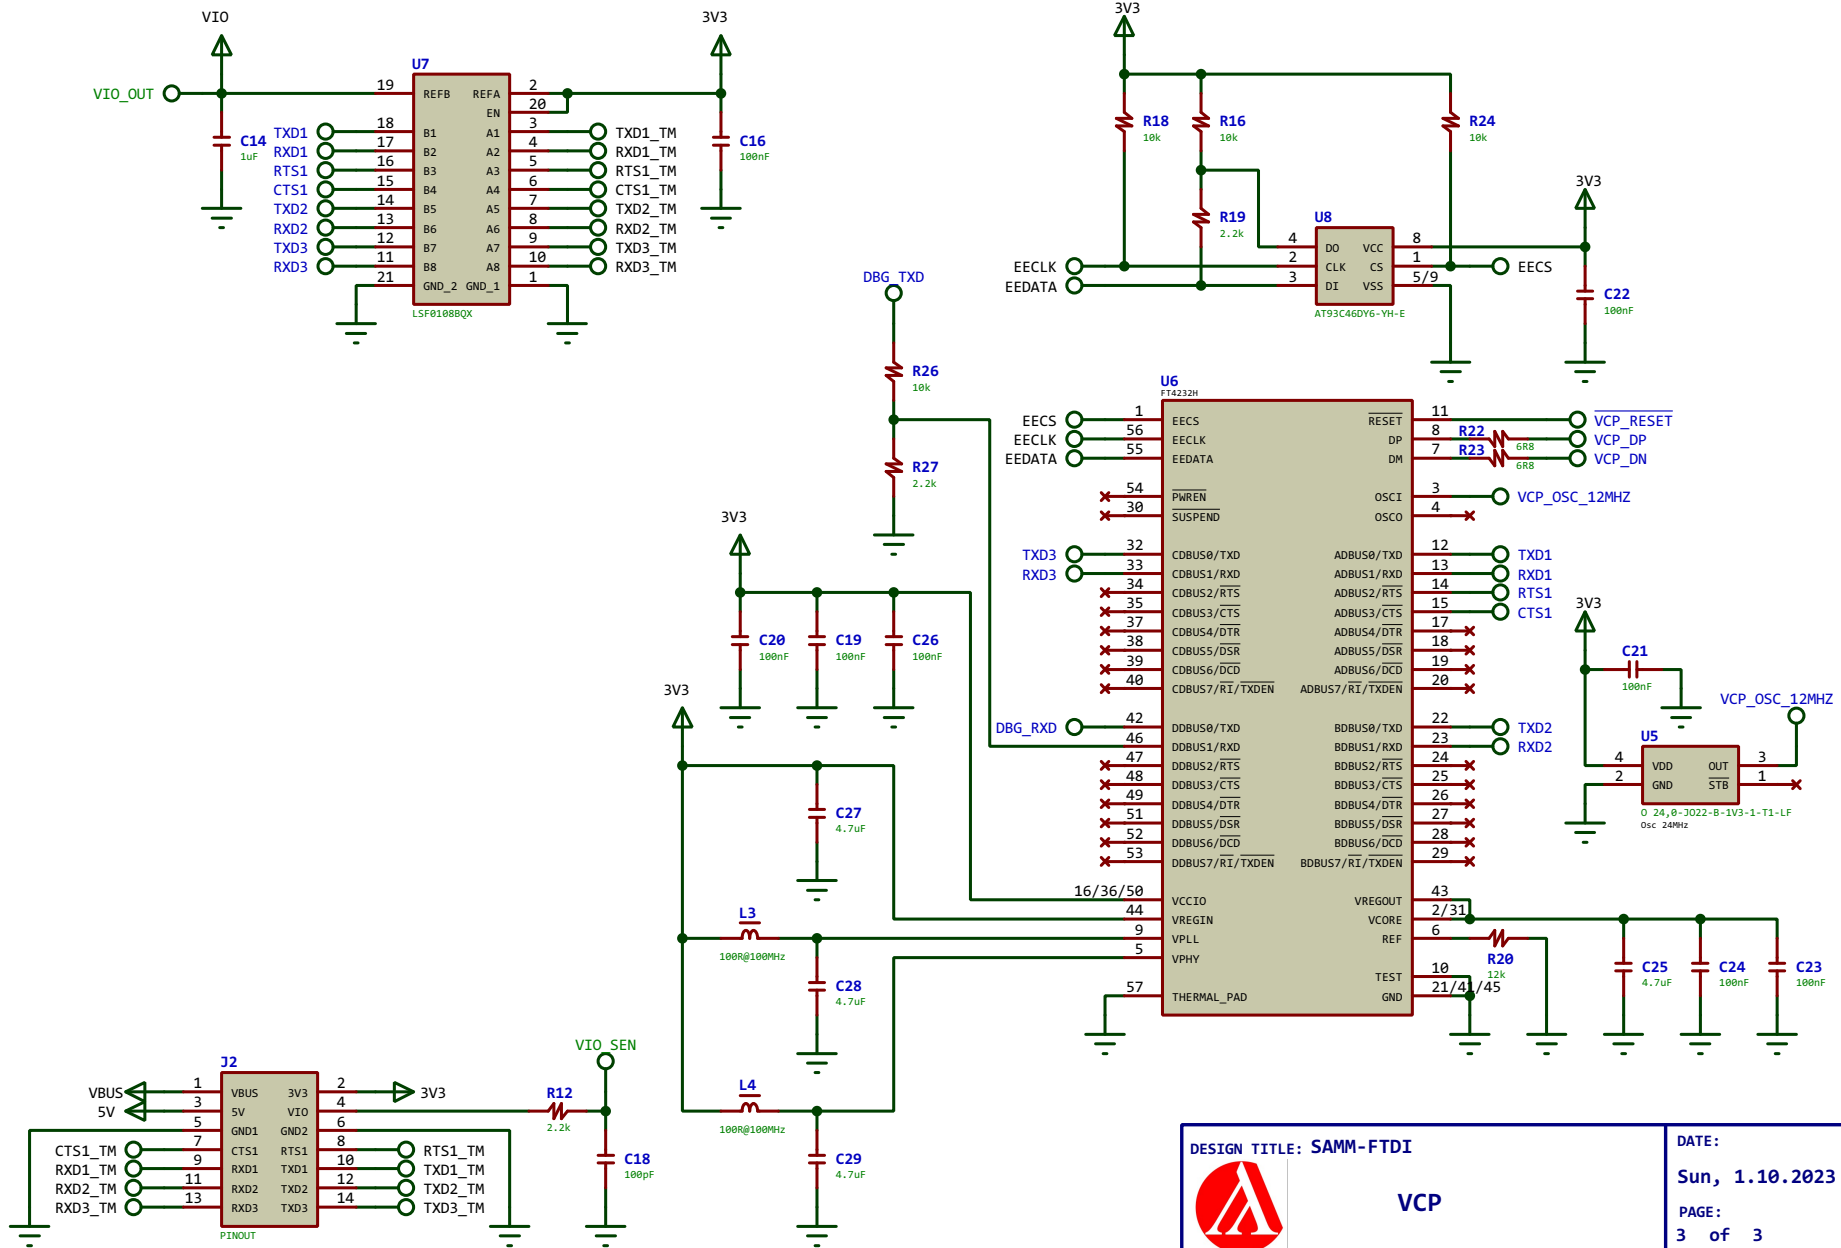 VIO
3V3
U7
VIO_OUT
19 REFB REFA 2
EN 20
TXD1 18 B1 A1 3 TXD1_TM
RXD1 17 B2 A2 4 RXD1_TM
RTS1 16 B3 A3 5 RTS1_TM
CTS1 15 B4 A4 6 CTS1_TM
TXD2 14 B5 A5 7 TXD2_TM
RXD2 13 B6 A6 8 RXD2_TM
TXD3 12 B7 A7 9 TXD3_TM
RXD3 11 B8 A8 10 RXD3_TM
21 GND_2 GND_1 1
LSF0108BQX
C14
1uF
C16
100nF
3V3
R18
10k
R16
10k
R24
10k
R19
2.2k
3V3
U8
4 DO VCC 8
EECLK 2 CLK CS 1 EECS
EEDATA 3 DI VSS 5/9
AT93C46DY6-YH-E
C22
100nF
DBG_TXD
R26
10k
R27
2.2k
U6
FT4232H
EECS 1 EECS RESET 11 VCP_RESET
EECLK 56 EECLK DP 8 R22 6R8 VCP_DP
EEDATA 55 EEDATA DM 7 R23 6R8 VCP_DN
54 PWREN OSCI 3 VCP_OSC_12MHZ
30 SUSPEND OSCO 4
TXD3 32 CDBUS0/TXD ADBUS0/TXD 12 TXD1
RXD3 33 CDBUS1/RXD ADBUS1/RXD 13 RXD1
34 CDBUS2/RTS ADBUS2/RTS 14 RTS1
35 CDBUS3/CTS ADBUS3/CTS 15 CTS1
37 CDBUS4/DTR ADBUS4/DTR 17
38 CDBUS5/DSR ADBUS5/DSR 18
39 CDBUS6/DCD ADBUS6/DCD 19
40 CDBUS7/RI/TXDEN ADBUS7/RI/TXDEN 20
DBG_RXD 42 DDBUS0/TXD BDBUS0/TXD 22 TXD2
46 DDBUS1/RXD BDBUS1/RXD 23 RXD2
47 DDBUS2/RTS BDBUS2/RTS 24
48 DDBUS3/CTS BDBUS3/CTS 25
49 DDBUS4/DTR BDBUS4/DTR 26
51 DDBUS5/DSR BDBUS5/DSR 27
52 DDBUS6/DCD BDBUS6/DCD 28
53 DDBUS7/RI/TXDEN BDBUS7/RI/TXDEN 29
16/36/50 VCCIO VREGOUT 43
44 VREGIN VCORE 2/31
9 VPLL REF 6
5 VPHY
TEST 10
57 THERMAL_PAD GND 21/41/45
3V3
C20
100nF
C19
100nF
C26
100nF
3V3
C27
4.7uF
L3
100R@100MHz
C28
4.7uF
L4
100R@100MHz
C29
4.7uF
R20
12k
C25
4.7uF
C24
100nF
C23
100nF
3V3
C21
100nF
VCP_OSC_12MHZ
U5
4 VDD OUT 3
2 GND STB 1
O 24,0-JO22-B-1V3-1-T1-LF
Osc 24MHz
VIO_SEN
R12
2.2k
C18
100pF
J2
VBUS 1 VBUS 3V3 2 3V3
5V 3 5V VIO 4
5 GND1 GND2 6
CTS1_TM 7 CTS1 RTS1 8 RTS1_TM
RXD1_TM 9 RXD1 TXD1 10 TXD1_TM
RXD2_TM 11 RXD2 TXD2 12 TXD2_TM
RXD3_TM 13 RXD3 TXD3 14 TXD3_TM
PINOUT
DESIGN TITLE: SAMM-FTDI
VCP
DATE:
Sun, 1.10.2023
PAGE:
3 of 3